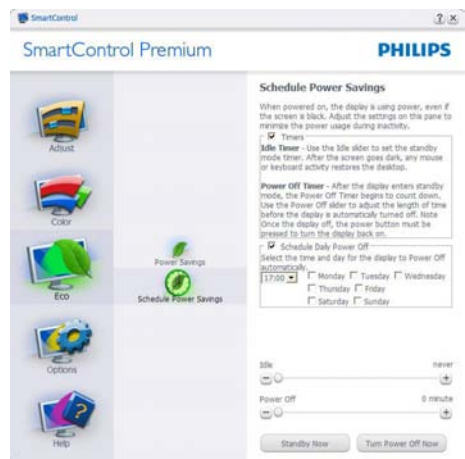 SmartControl
SmartControl Premium
PHILIPS
Adjust
Color
Eco
Options
Help
Power Savings
Schedule Power Savings
Schedule Power Savings
When powered on, the display is using power, even if
the screen is black. Adjust the settings on this pane to
minimize the power usage during inactivity.
Timers
Idle Timer - Use the Idle slider to set the standby
mode timer. After the screen goes dark, any mouse
or keyboard activity restores the desktop.
Power Off Timer - After the display enters standby
mode, the Power Off Timer begins to count down.
Use the Power Off slider to adjust the length of time
before the display is automatically turned off. Note
Once the display off, the power button must be
pressed to turn the display back on.
Schedule Daily Power Off
Select the time and day for the display to Power Off
automatically.
17:00 Monday Tuesday Wednesday
Thursday Friday
Saturday Sunday
Idle never
Power Off 0 minute
Standby Now Turn Power Off Now